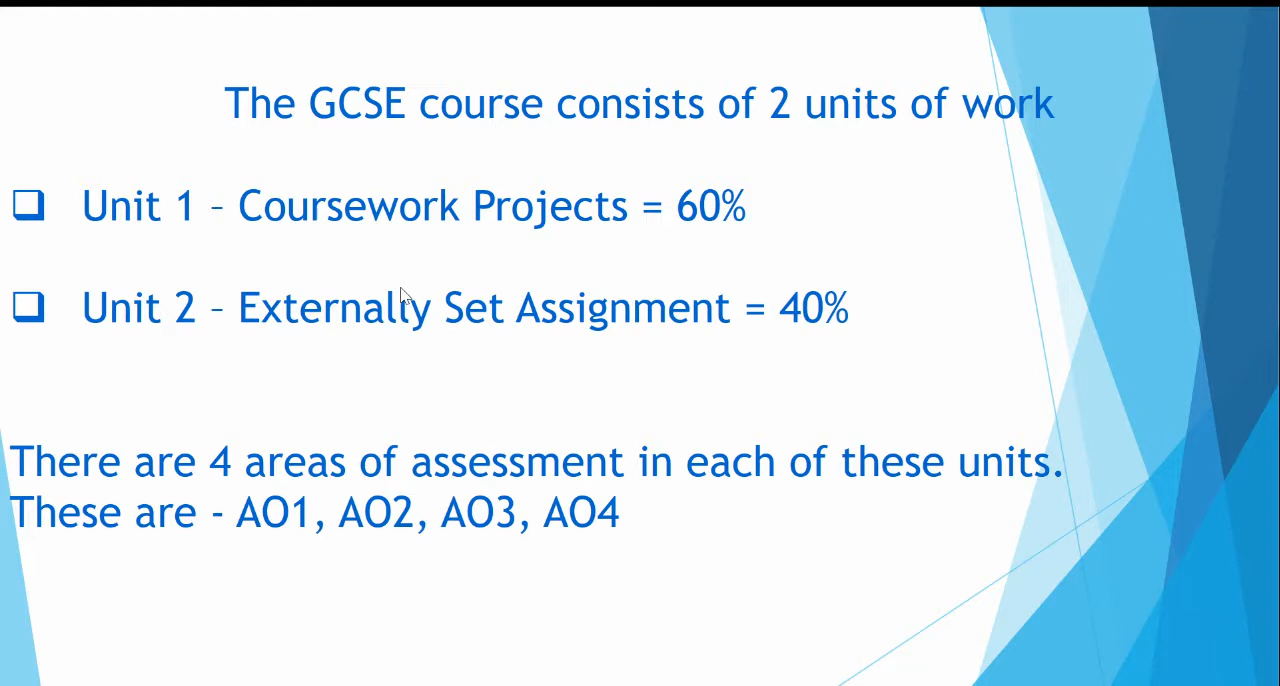 The GCSE course consists of 2 units of work
❑ Unit 1 – Coursework Projects = 60%
❑ Unit 2 – Externally Set Assignment = 40%
There are 4 areas of assessment in each of these units.
These are - AO1, AO2, AO3, AO4